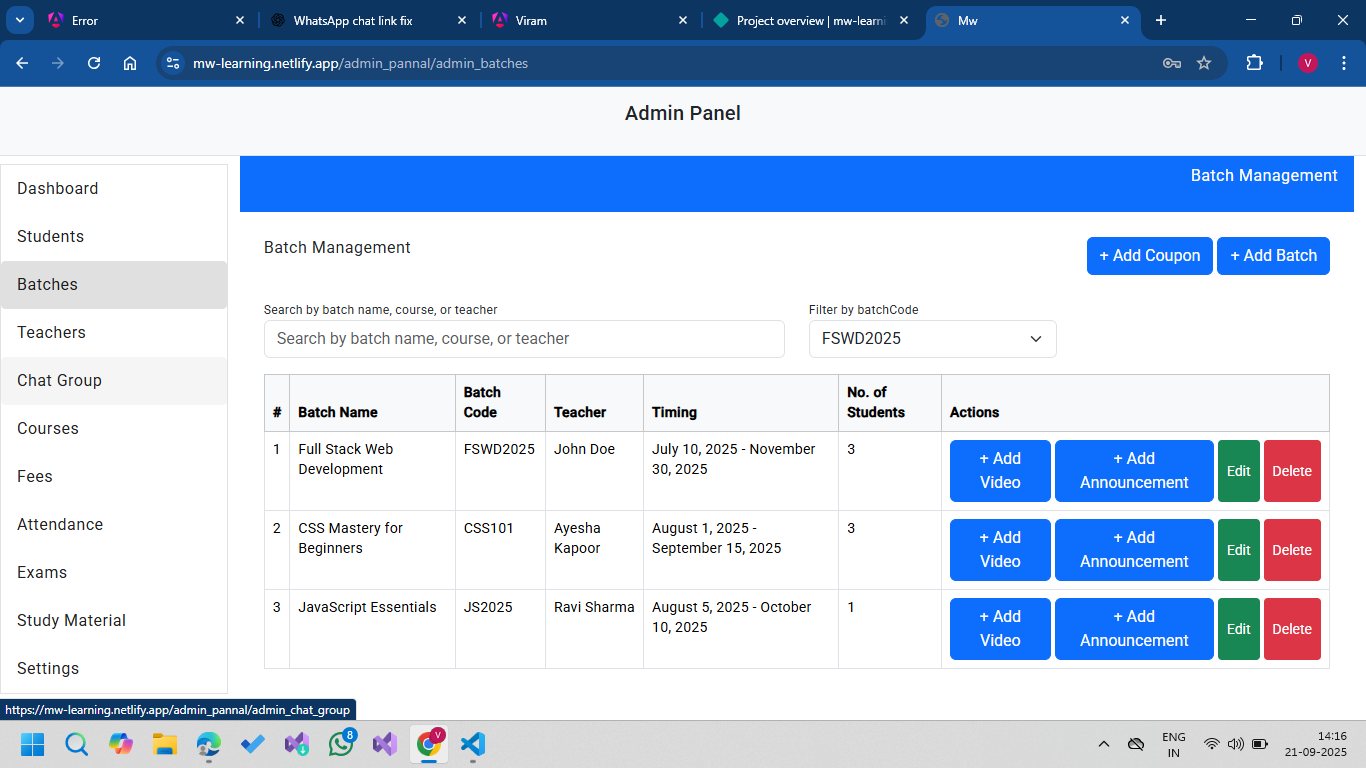 Error
WhatsApp chat link fix
Viram
Project overview | mw-learni
Mw
mw-learning.netlify.app/admin_pannal/admin_batches
V
Admin Panel
Dashboard
Students
Batches
Teachers
Chat Group
Courses
Fees
Attendance
Exams
Study Material
Settings
Batch Management
Batch Management
+ Add Coupon
+ Add Batch
Search by batch name, course, or teacher
Filter by batchCode
Search by batch name, course, or teacher
FSWD2025
# Batch Name Batch Code Teacher Timing No. of Students Actions
1 Full Stack Web Development FSWD2025 John Doe July 10, 2025 - November 30, 2025 3 + Add Video + Add Announcement Edit Delete
2 CSS Mastery for Beginners CSS101 Ayesha Kapoor August 1, 2025 - September 15, 2025 3 + Add Video + Add Announcement Edit Delete
3 JavaScript Essentials JS2025 Ravi Sharma August 5, 2025 - October 10, 2025 1 + Add Video + Add Announcement Edit Delete
https://mw-learning.netlify.app/admin_pannal/admin_chat_group
8
V
ENG
IN
14:16
21-09-2025